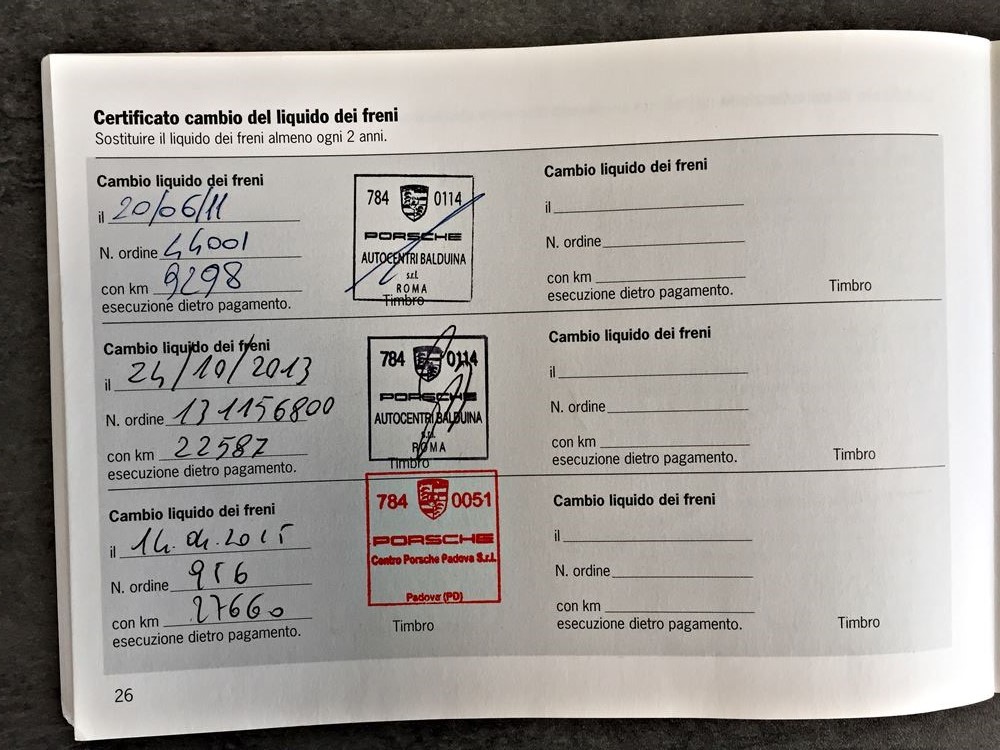 Certificato cambio del liquido dei freni
Sostituire il liquido dei freni almeno ogni 2 anni.
Cambio liquido dei freni
il 20/06/11
N. ordine 44001
con km 9298
esecuzione dietro pagamento.
784 0114
PORSCHE
AUTOCENTRI BALDUINA
s.r.l.
ROMA
Timbro
Cambio liquido dei freni
il
N. ordine
con km
esecuzione dietro pagamento.
Timbro
Cambio liquido dei freni
il 24/10/2013
N. ordine 131156800
con km 22587
esecuzione dietro pagamento.
784 0114
PORSCHE
AUTOCENTRI BALDUINA
s.r.l.
ROMA
Timbro
Cambio liquido dei freni
il
N. ordine
con km
esecuzione dietro pagamento.
Timbro
Cambio liquido dei freni
il 14.04.2015
N. ordine 956
con km 27660
esecuzione dietro pagamento.
784 0051
PORSCHE
Centro Porsche Padova S.r.l.
Padova (PD)
Timbro
Cambio liquido dei freni
il
N. ordine
con km
esecuzione dietro pagamento.
Timbro
26